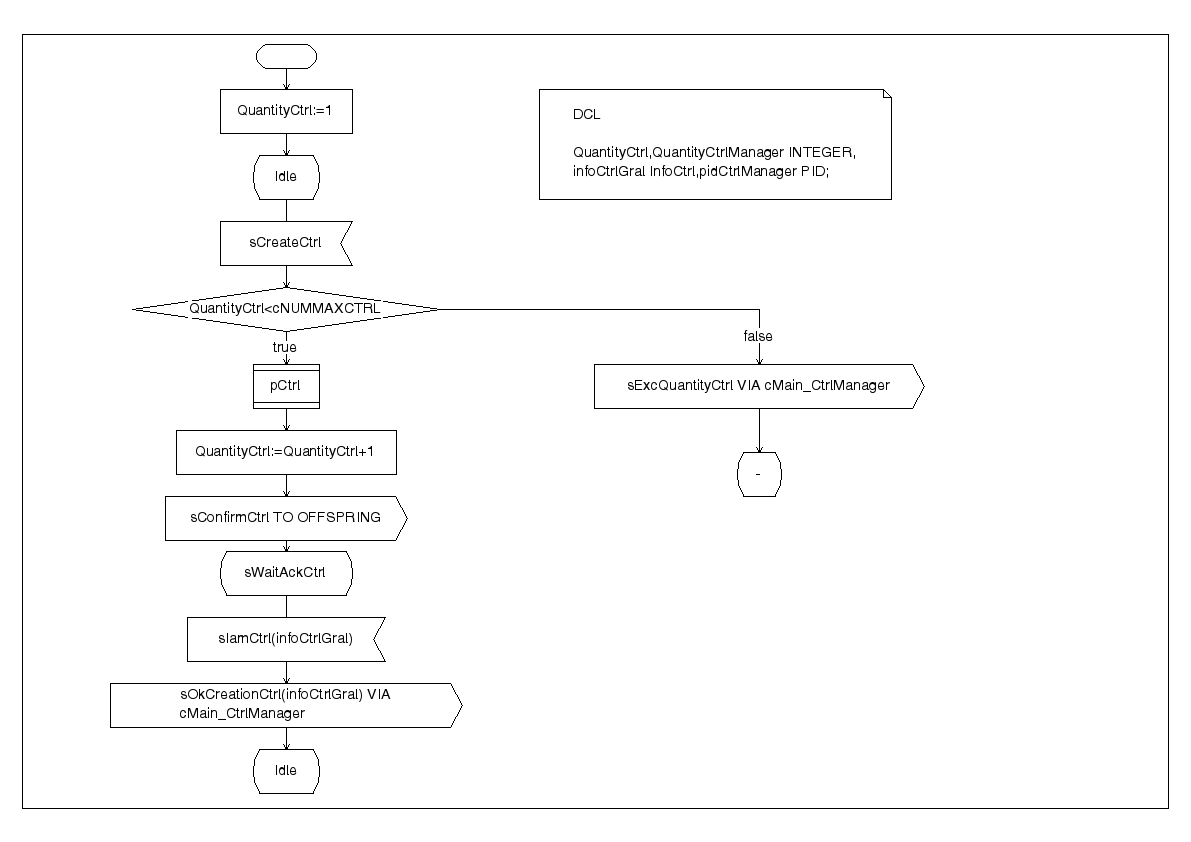 QuantityCtrl:=1
Idle
sCreateCtrl
QuantityCtrl<cNUMMAXCTRL
true
pCtrl
QuantityCtrl:=QuantityCtrl+1
sConfirmCtrl TO OFFSPRING
sWaitAckCtrl
sIamCtrl(infoCtrlGral)
sOkCreationCtrl(infoCtrlGral) VIA
cMain_CtrlManager
Idle
DCL
QuantityCtrl,QuantityCtrlManager INTEGER,
infoCtrlGral InfoCtrl,pidCtrlManager PID;
false
sExcQuantityCtrl VIA cMain_CtrlManager
-